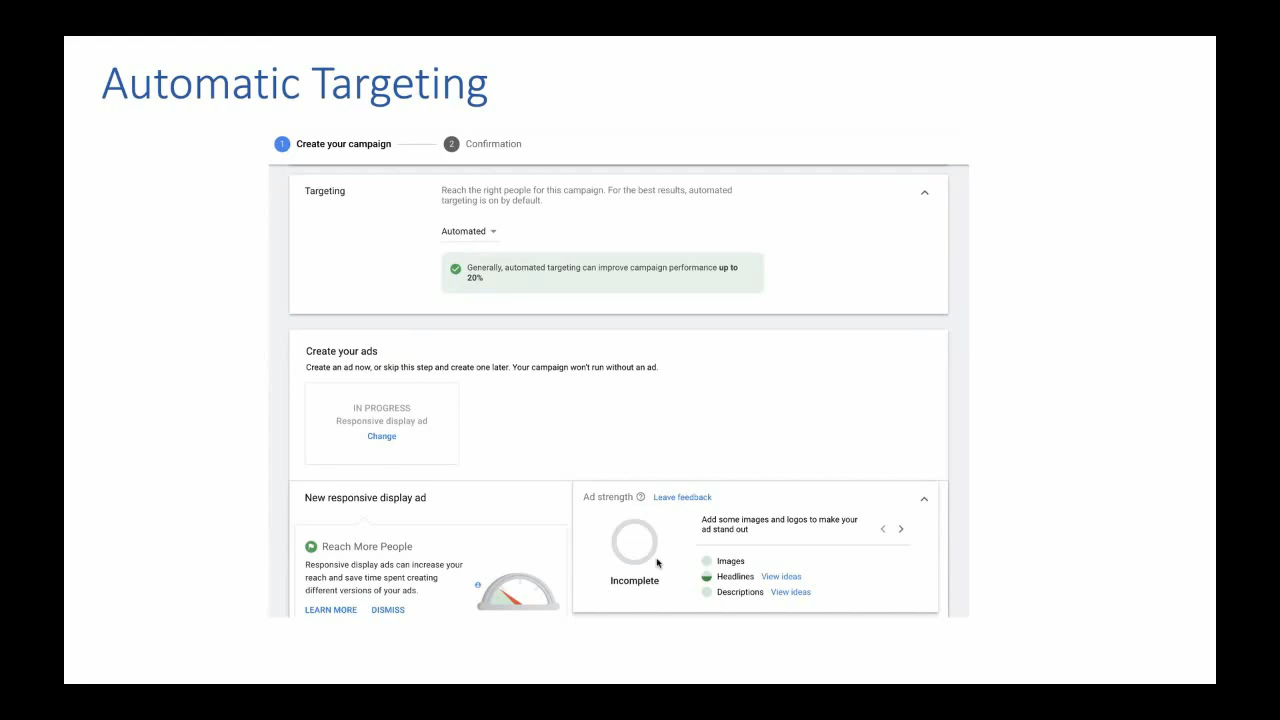 Automatic Targeting
1 Create your campaign 2 Confirmation
Targeting
Reach the right people for this campaign. For the best results, automated
targeting is on by default.
Automated
Generally, automated targeting can improve campaign performance up to
20%
Create your ads
Create an ad now, or skip this step and create one later. Your campaign won't run without an ad.
IN PROGRESS
Responsive display ad
Change
New responsive display ad
Reach More People
Responsive display ads can increase your
reach and save time spent creating
different versions of your ads.
LEARN MORE DISMISS
Ad strength ? Leave feedback
Incomplete
Add some images and logos to make your
ad stand out
Images
Headlines View ideas
Descriptions View ideas